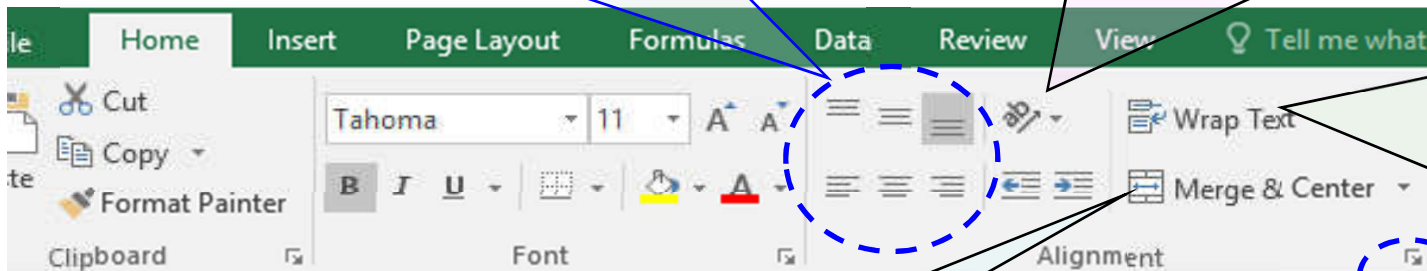 le Home Insert Page Layout Formulas Data Review View Tell me what
Cut
Tahoma 11 A A
Wrap Text
Copy
te
B I U A
Merge & Center
Format Painter
Clipboard Font Alignment